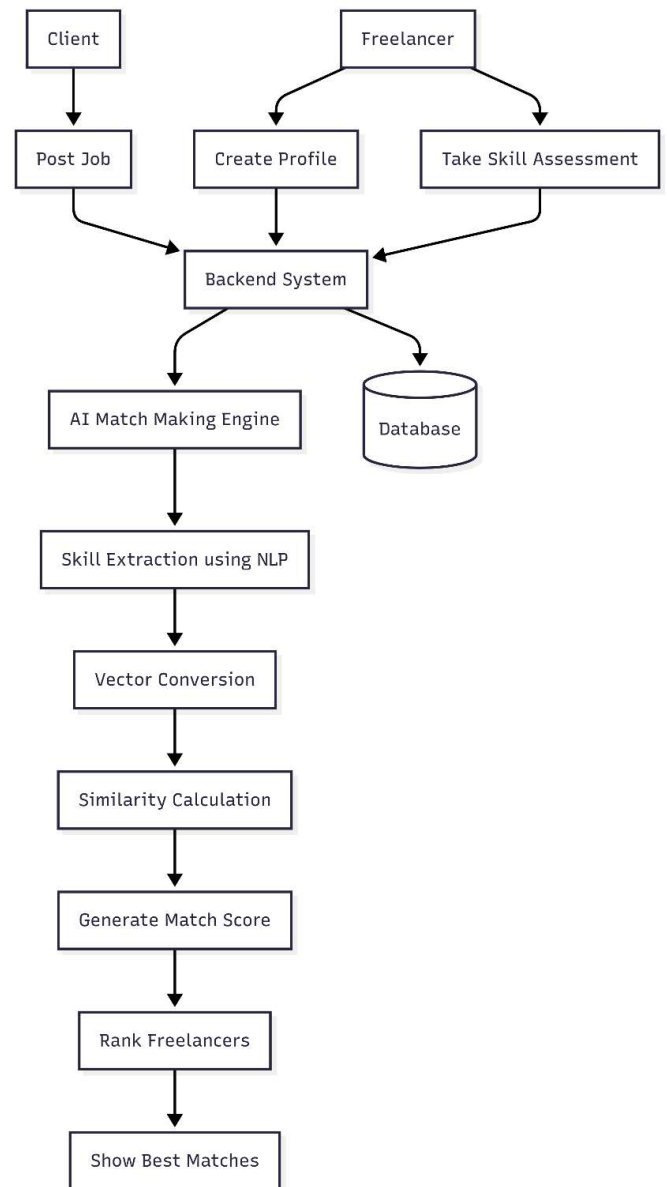 Client
Freelancer
Post Job
Create Profile
Take Skill Assessment
Backend System
AI Match Making Engine
Database
Skill Extraction using NLP
Vector Conversion
Similarity Calculation
Generate Match Score
Rank Freelancers
Show Best Matches